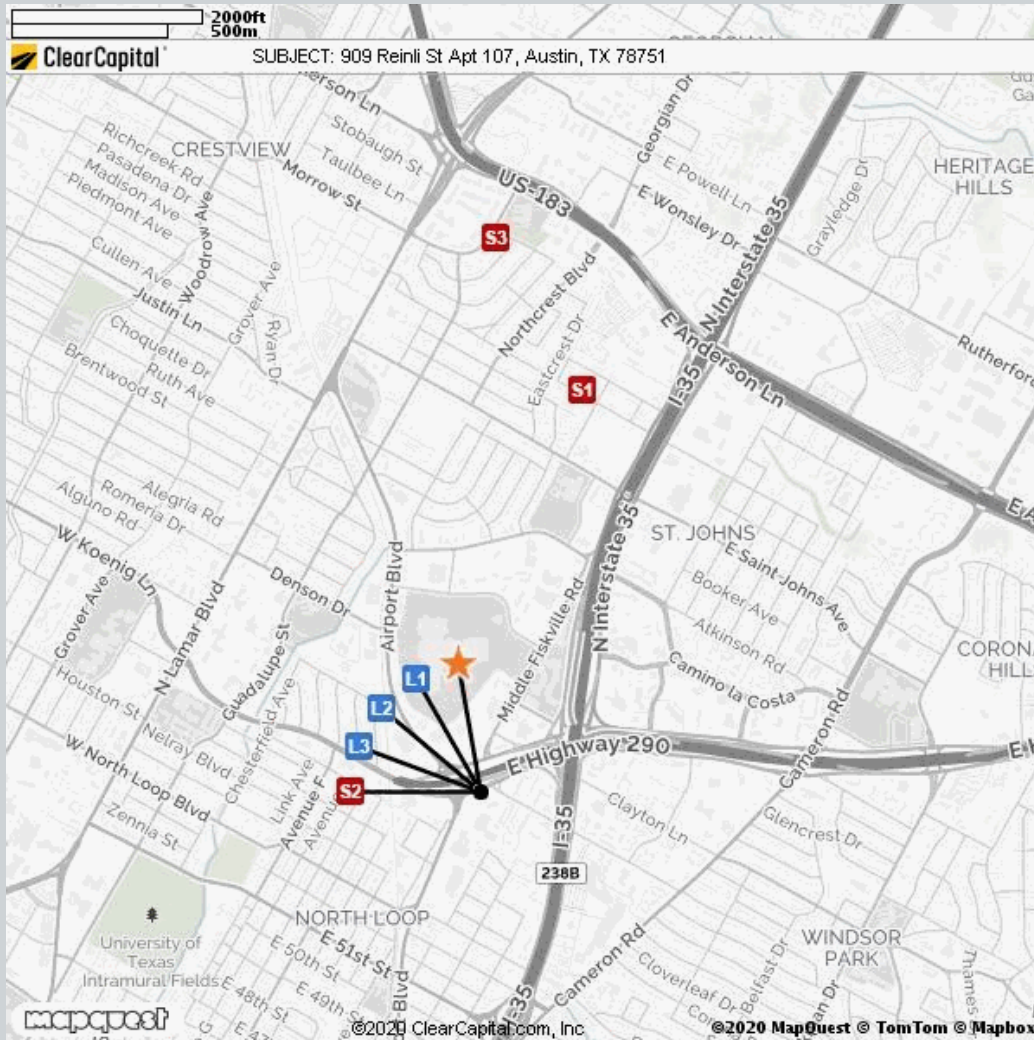 2000ft
500m
ClearCapital
SUBJECT: 909 Reinli St Apt 107, Austin, TX 78751
erson Ln
Stobaugh St
Taulbee Ln
CRESTVIEW
Morrow St
Richcreek Rd
Pasadena Dr
Madison Ave
Piedmont Ave
Woodrow Ave
Cullen Ave
Justin Ln
Grover Ave
Ryan Dr
Choquette Dr
Ruth Ave
Brentwood St
US-183
Georgian Dr
E Powell Ln
E Wonsley Dr
Grayledge Dr
HERITAGE
HILLS
S3
Northcrest Blvd
Eastcrest Dr
S1
N Interstate 35
E Anderson Ln
I-35
Rutherford
Alegria Rd
Romeria Dr
Alguno Rd
W Koenig Ln
Grover Ave
Denson Dr
Airport Blvd
N Lamar Blvd
Guadalupe St
N Interstate 35
ST. JOHNS
E Saint Johns Ave
Booker Ave
Atkinson Rd
Camino la Costa
CORONA
HILL
Middle Fiskville Rd
L1
L2
L3
S2
E Highway 290
Cameron Rd
Houston St
Nelray Blvd
Chesterfield Ave
Link Ave
Avenue F
Avenue
W North Loop Blvd
Zennia St
I-35
238B
Clayton Ln
Glencrest Dr
NORTH LOOP
E 51st St
E 50th St
E 49th St
E 48th St
University of
Texas
Intramural Fields
Cameron Rd
Cloverleaf Dr
Belfast Dr
WINDSOR
PARK
Thames
mapquest
©2020 ClearCapital.com, Inc
©2020 MapQuest © TomTom © Mapbox